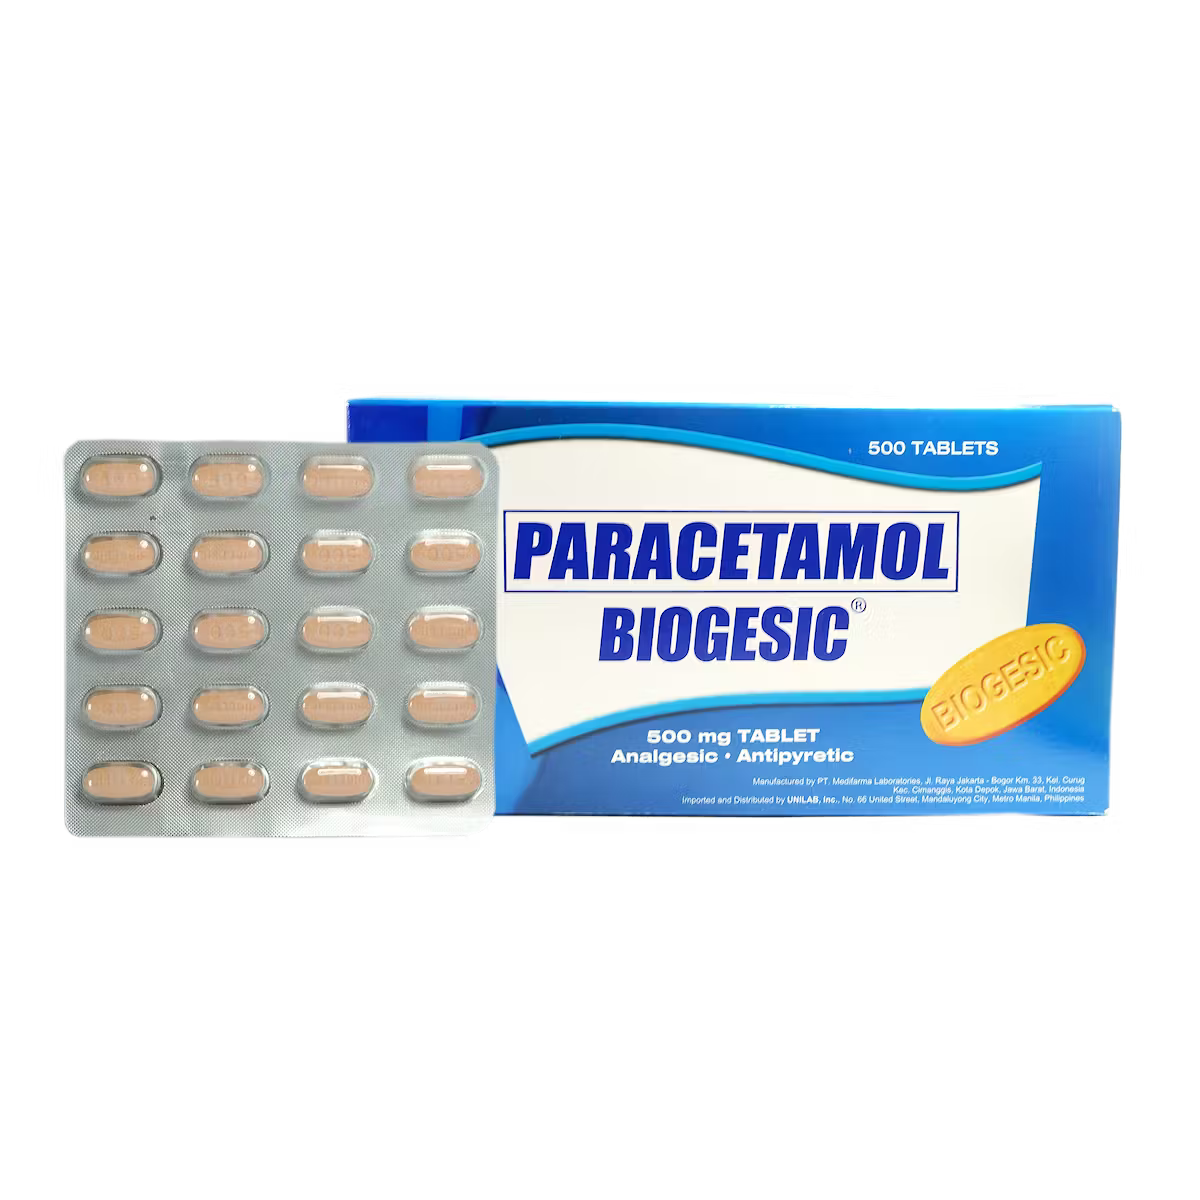 500 TABLETS
PARACETAMOL
BIOGESIC®
BIOGESIC
500 mg TABLET
Analgesic • Antipyretic
Manufactured by PT. Medifarma Laboratories, Jl. Raya Jakarta - Bogor Km. 33, Kel. Curug
Kec. Cimanggis, Kota Depok, Jawa Barat, Indonesia
Imported and Distributed by UNILAB, Inc., No. 66 United Street, Mandaluyong City, Metro Manila, Philippines